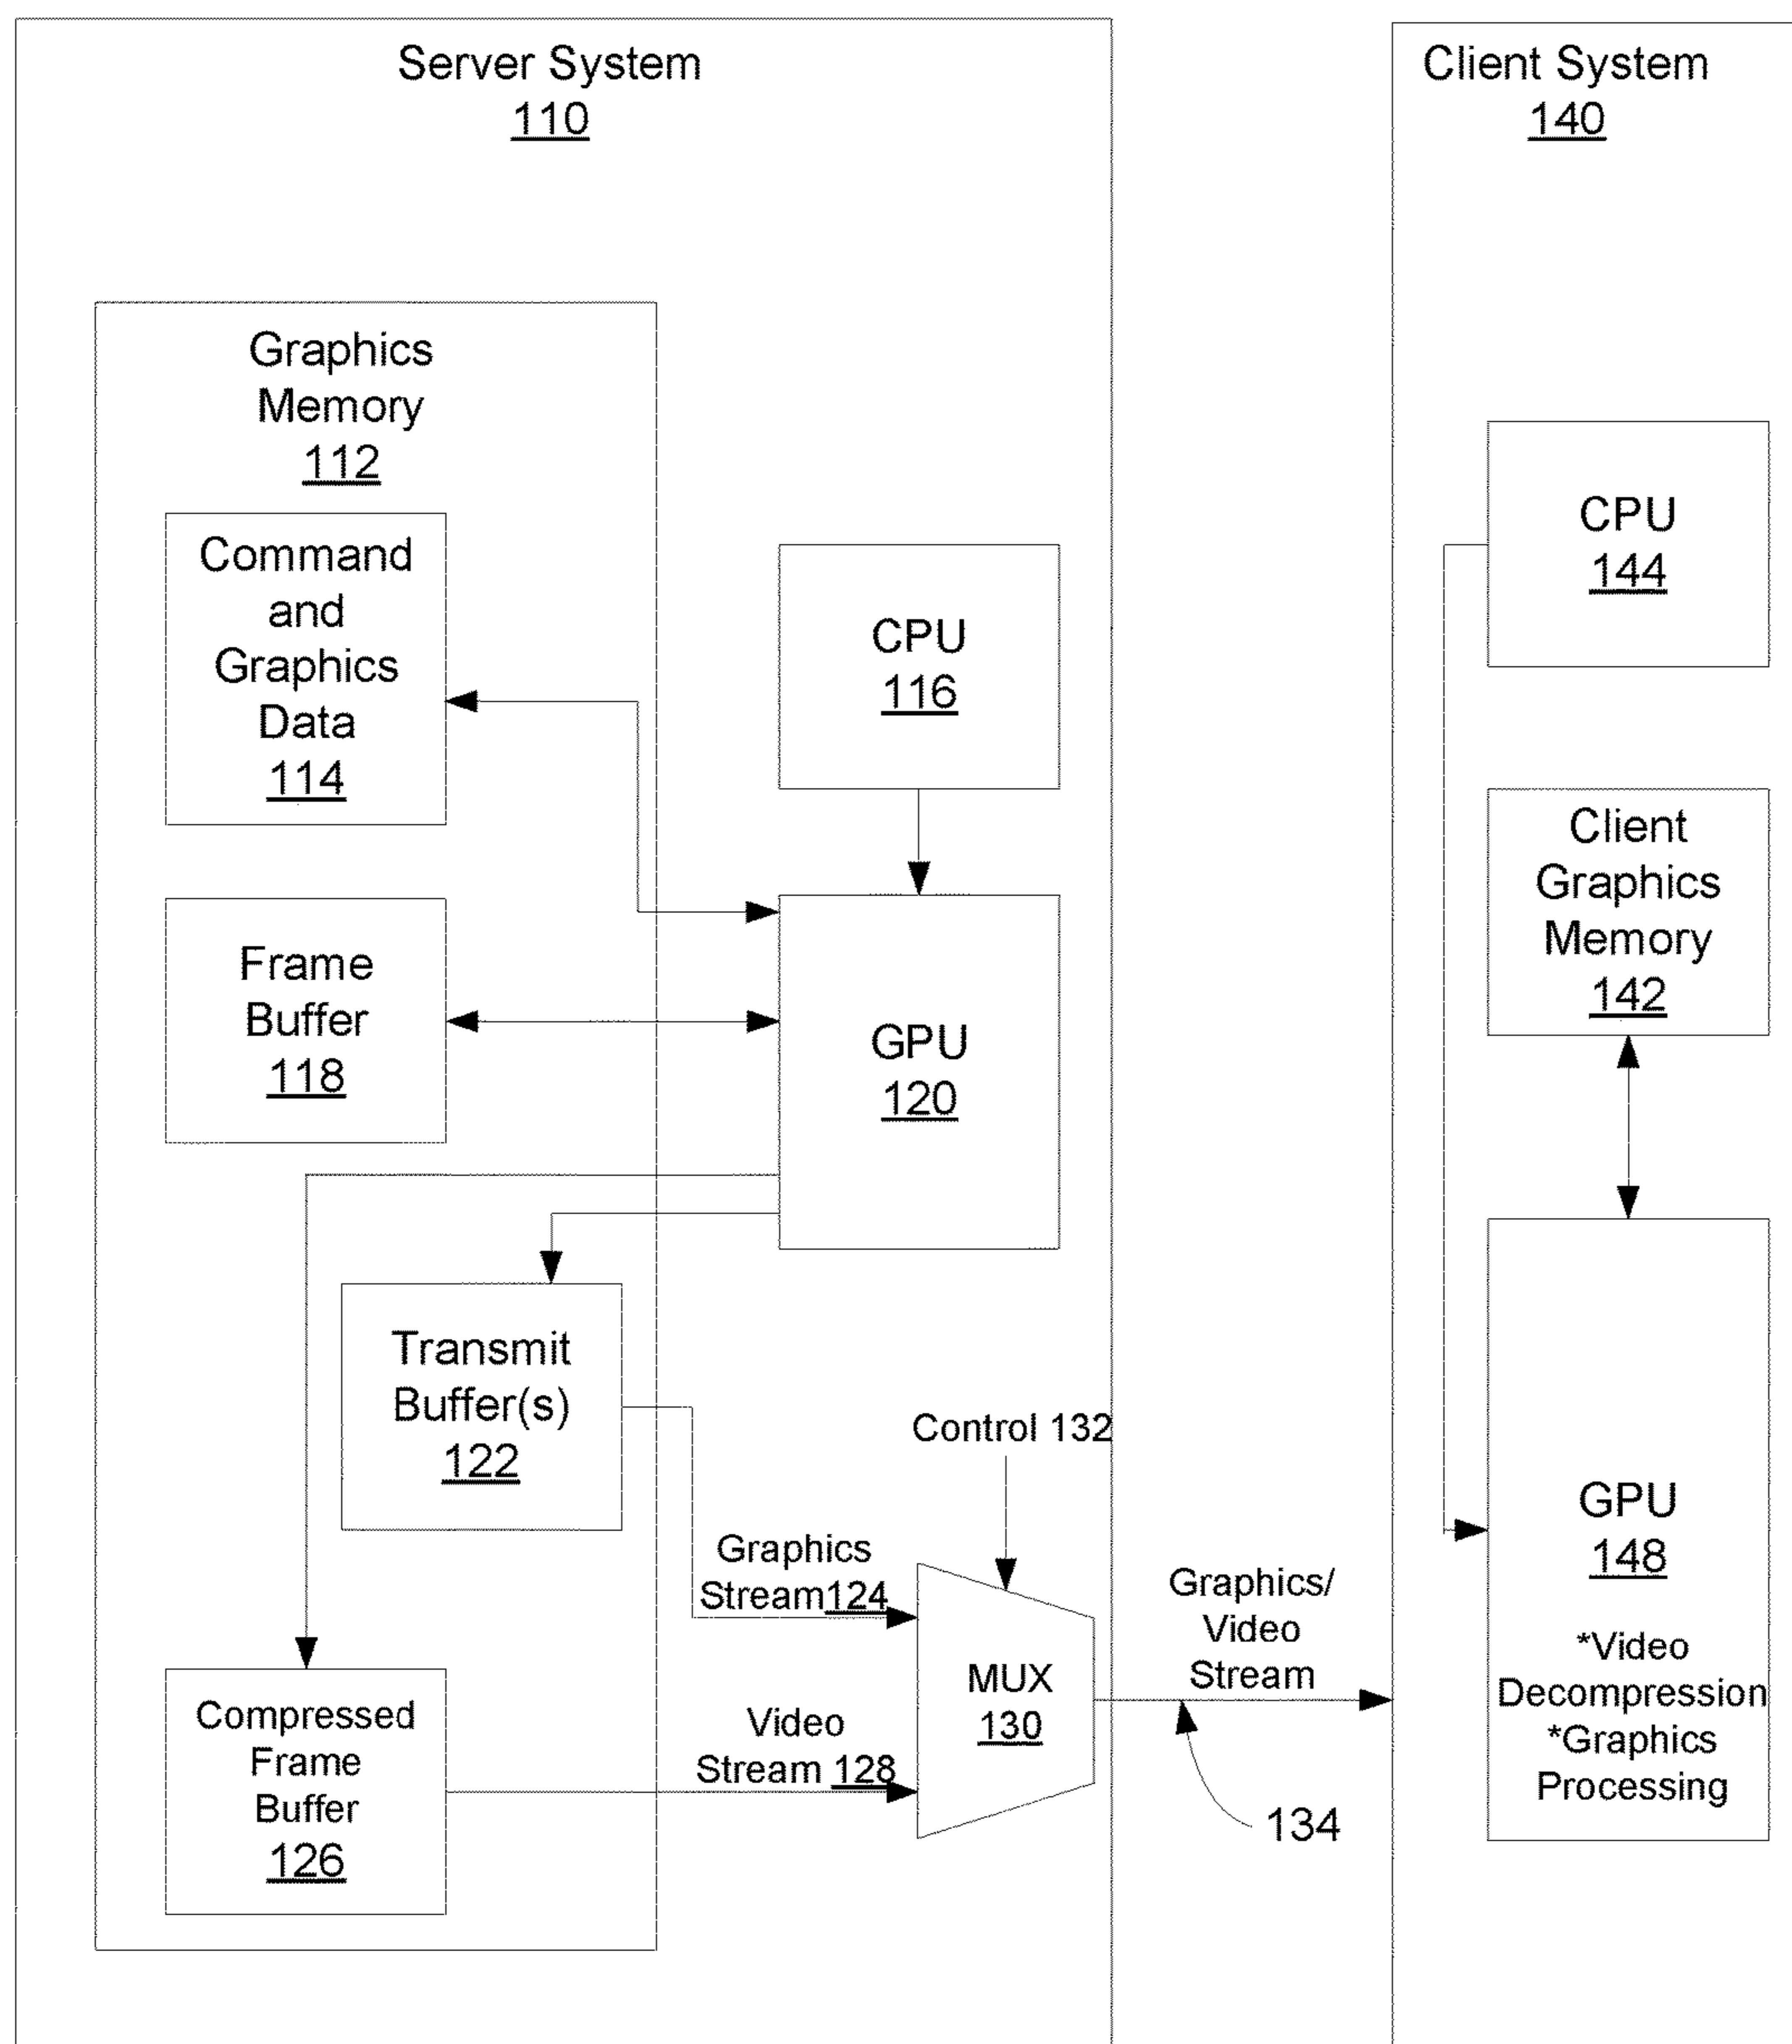 Server System
110
Client System
140
Graphics
Memory
112
Command
and
Graphics
Data
114
CPU
116
CPU
144
Client
Graphics
Memory
142
Frame
Buffer
118
GPU
120
Transmit
Buffer(s)
122
Control 132
Graphics
Stream124
Graphics/
Video
Stream
GPU
148
*Video
Decompression
*Graphics
Processing
MUX
130
Compressed
Frame
Buffer
126
Video
Stream 128
134